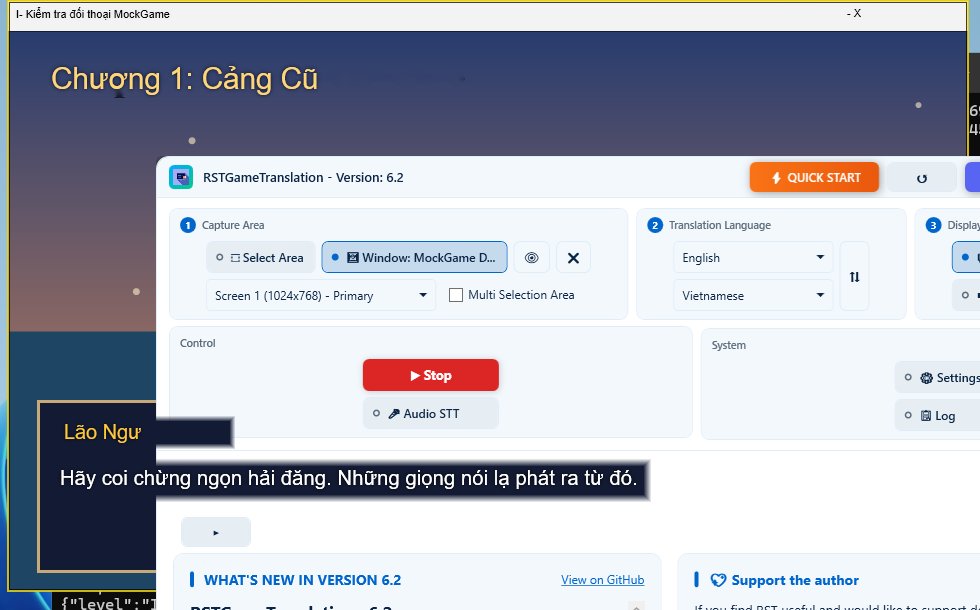 I- Kiểm tra đối thoại MockGame
- X
Chương 1: Cảng Cũ
RSTGameTranslation - Version: 6.2
QUICK START
1 Capture Area
Select Area
Window: MockGame D...
Screen 1 (1024x768) - Primary
Multi Selection Area
2 Translation Language
English
Vietnamese
3 Display
Control
Stop
Audio STT
System
Settings
Log
Lão Ngư
Hãy coi chừng ngọn hải đăng. Những giọng nói lạ phát ra từ đó.
WHAT'S NEW IN VERSION 6.2
View on GitHub
Support the author
{"level":"